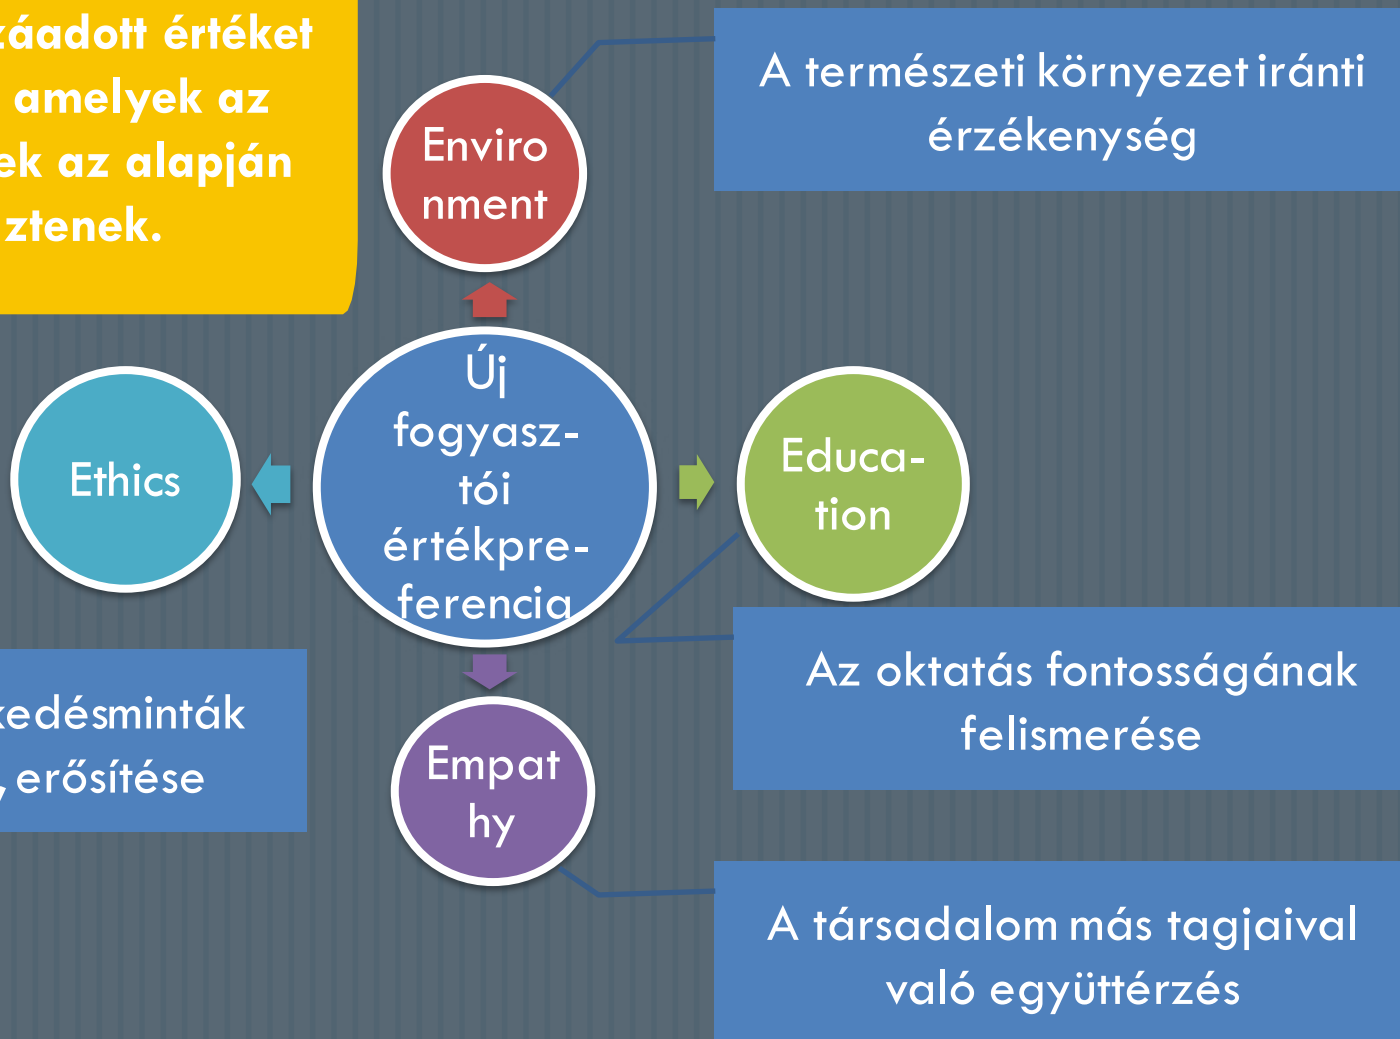 záadott értéket
amelyek az
ek az alapján
ztenek.
A természeti környezet iránti
érzékenység
Enviro
nment
Új
fogyasz-
tói
értékpre-
ferencia
Ethics
Educa-
tion
Az oktatás fontosságának
felismerése
kedésminták
, erősítése
Empat
hy
A társadalom más tagjaival
való együttérzés